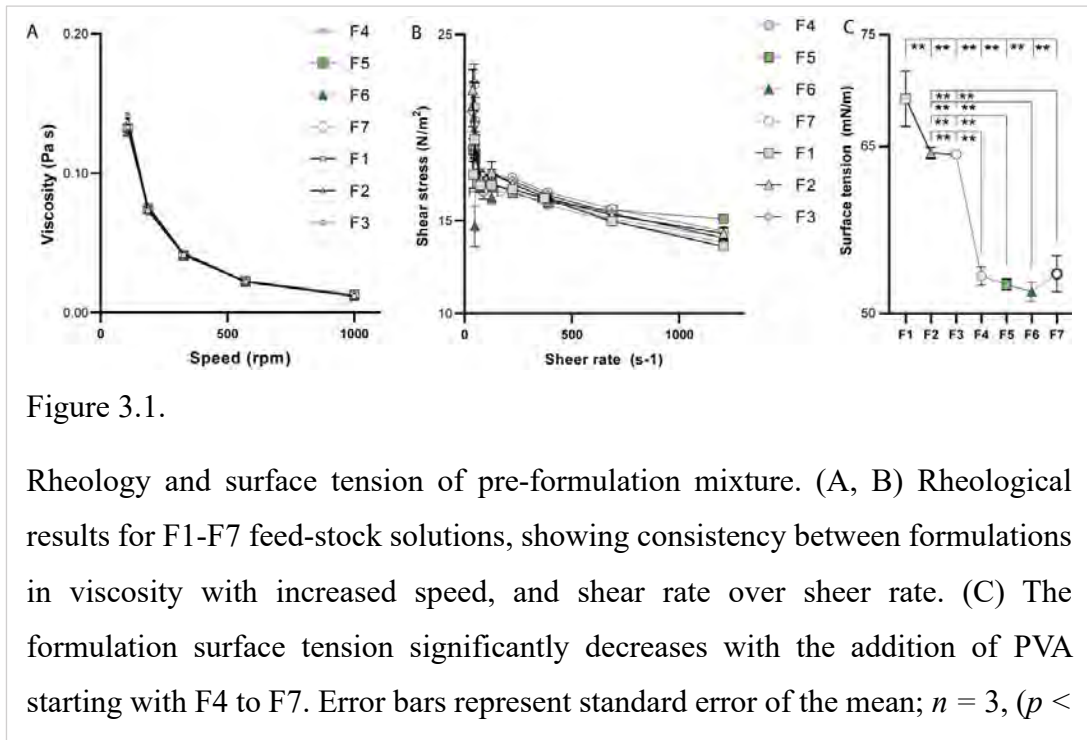 A
0.20
0.10
0.00
Viscosity (Pa s)
0
500
1000
Speed (rpm)
F4
F5
F6
F7
F1
F2
F3
B
25
15
10
Shear stress (N/m²)
0
500
1000
Sheer rate (s-1)
F4
F5
F6
F7
F1
F2
F3
C
75
65
50
Surface tension (mN/m)
** ** ** ** ** **
** **
** **
** **
** **
F1 F2 F3 F4 F5 F6 F7
Figure 3.1.
Rheology and surface tension of pre-formulation mixture. (A, B) Rheological
results for F1-F7 feed-stock solutions, showing consistency between formulations
in viscosity with increased speed, and shear rate over sheer rate. (C) The
formulation surface tension significantly decreases with the addition of PVA
starting with F4 to F7. Error bars represent standard error of the mean; n = 3, (p <